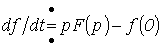 df/dt ⁚= pF(p) − f(0)